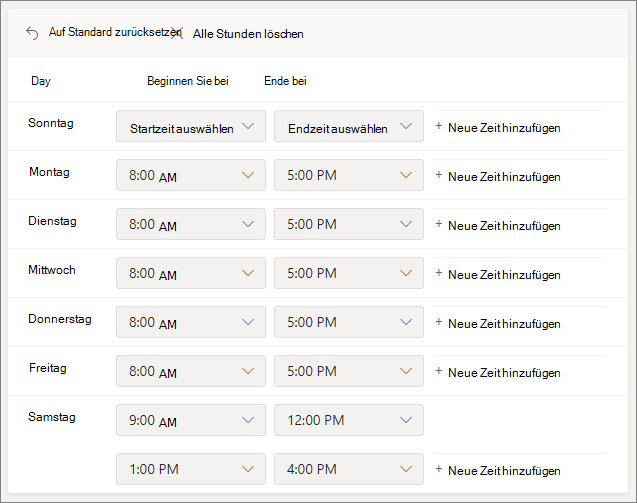 Auf Standard zurücksetzen Alle Stunden löschen
Day Beginnen Sie bei Ende bei
Sonntag Startzeit auswählen Endzeit auswählen + Neue Zeit hinzufügen
Montag 8:00 AM 5:00 PM + Neue Zeit hinzufügen
Dienstag 8:00 AM 5:00 PM + Neue Zeit hinzufügen
Mittwoch 8:00 AM 5:00 PM + Neue Zeit hinzufügen
Donnerstag 8:00 AM 5:00 PM + Neue Zeit hinzufügen
Freitag 8:00 AM 5:00 PM + Neue Zeit hinzufügen
Samstag 9:00 AM 12:00 PM
1:00 PM 4:00 PM + Neue Zeit hinzufügen